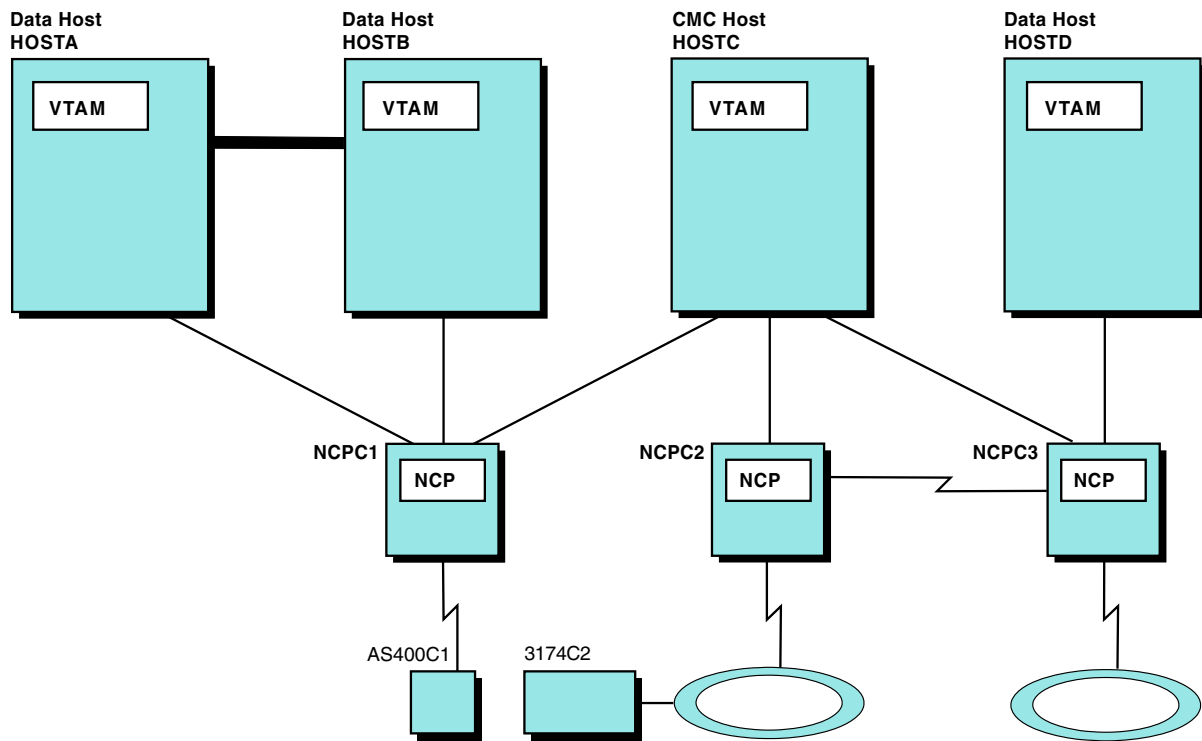 Data Host
HOSTA
Data Host
HOSTB
CMC Host
HOSTC
Data Host
HOSTD
VTAM
VTAM
VTAM
VTAM
NCPC1
NCP
NCPC2
NCP
NCPC3
NCP
AS400C1
3174C2